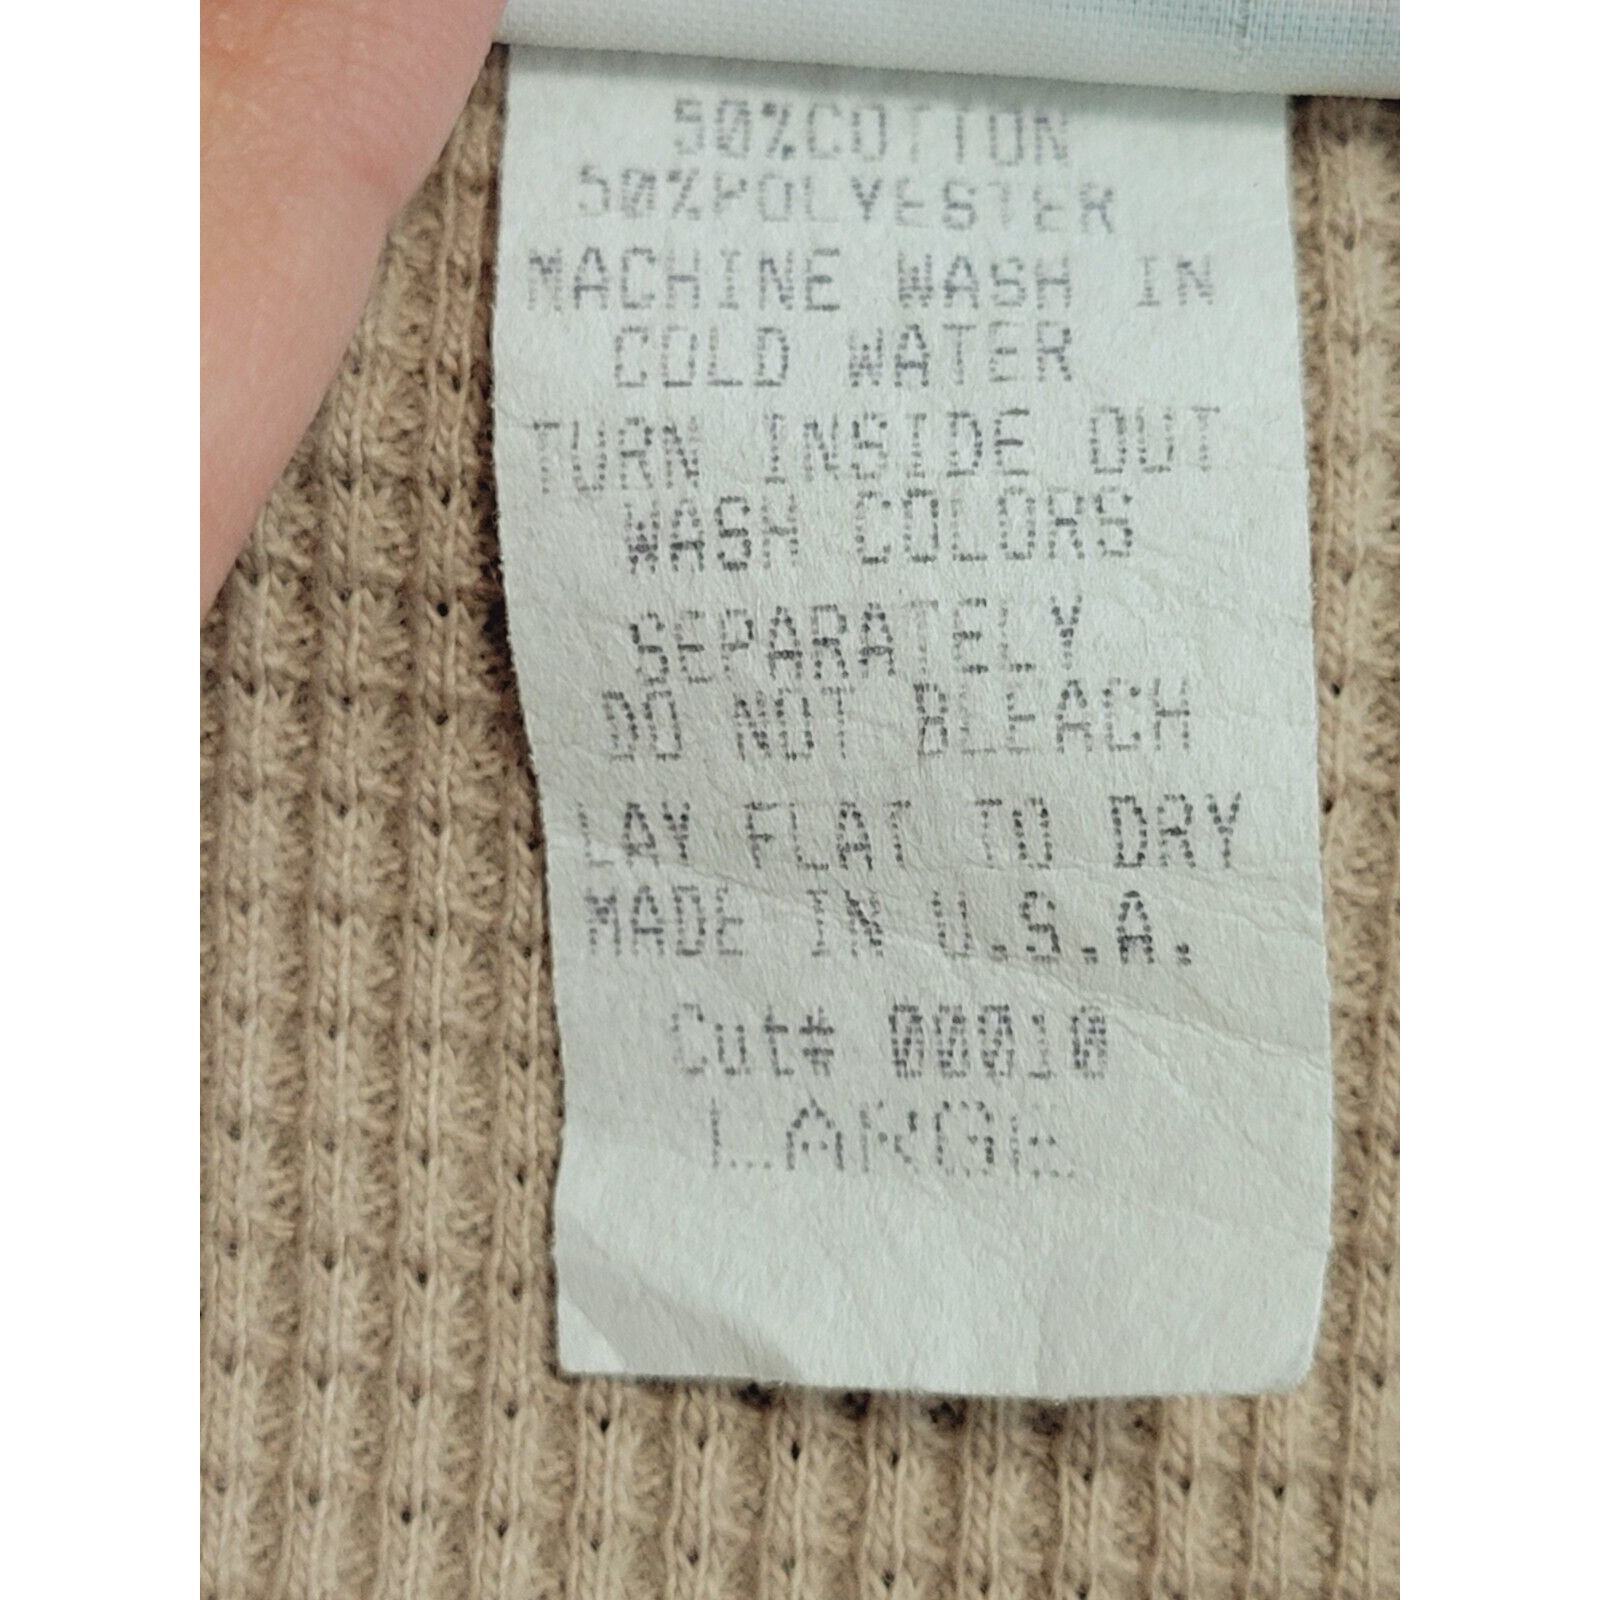 50%COTTON
50%POLYESTER
MACHINE WASH IN
COLD WATER
TURN INSIDE OUT
WASH COLORS
SEPARATELY
DO NOT BLEACH
LAY FLAT TO DRY
MADE IN U.S.A.
Cut# 00010
LARGE